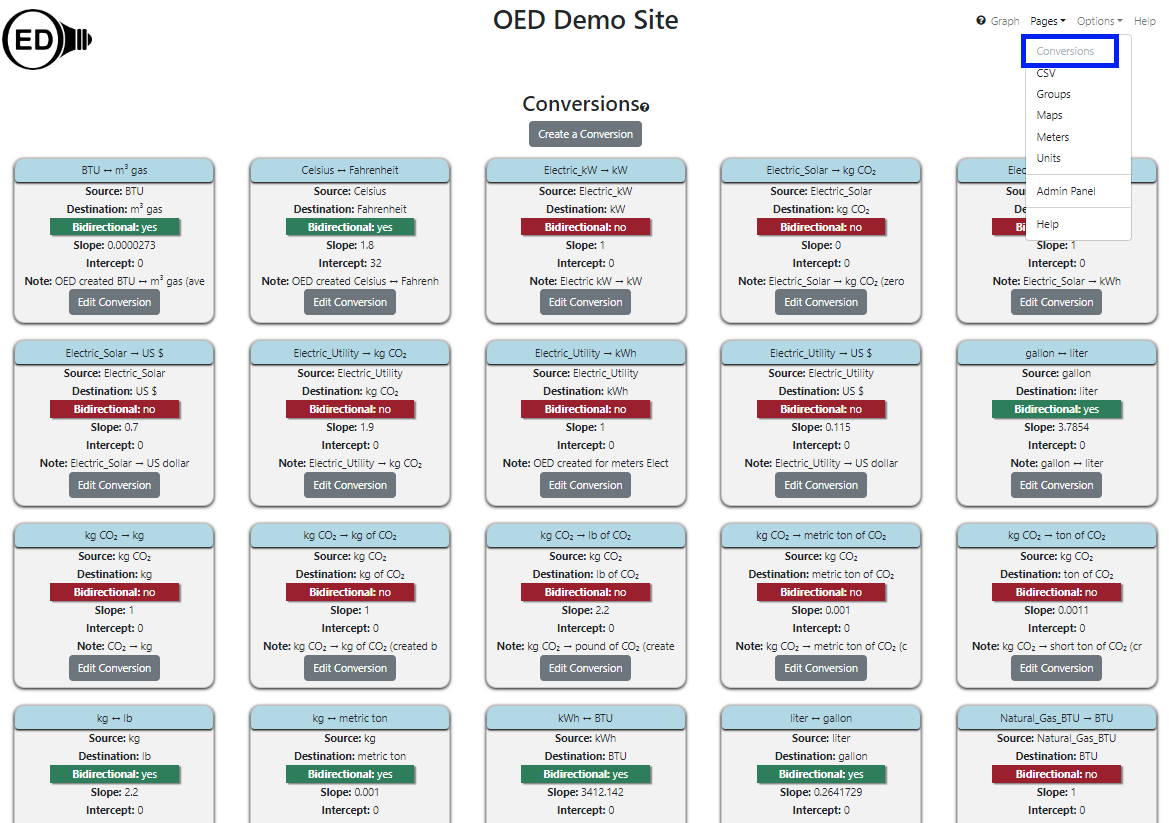 ED
OED Demo Site
Graph Pages Options Help
Conversions
CSV
Groups
Maps
Meters
Units
Admin Panel
Help
Conversions
Create a Conversion
BTU ↔ m³ gas
Source: BTU
Destination: m³ gas
Bidirectional: yes
Slope: 0.0000273
Intercept: 0
Note: OED created BTU ↔ m³ gas (ave
Edit Conversion
Celsius ↔ Fahrenheit
Source: Celsius
Destination: Fahrenheit
Bidirectional: yes
Slope: 1.8
Intercept: 32
Note: OED created Celsius ↔ Fahrenh
Edit Conversion
Electric_kW → kW
Source: Electric_kW
Destination: kW
Bidirectional: no
Slope: 1
Intercept: 0
Note: Electric kW → kW
Edit Conversion
Electric_Solar → kg CO₂
Source: Electric_Solar
Destination: kg CO₂
Bidirectional: no
Slope: 0
Intercept: 0
Note: Electric_Solar → kg CO₂ (zero
Edit Conversion
Elec
Sou
De
Bi
Slope: 1
Intercept: 0
Note: Electric_Solar → kWh
Edit Conversion
Electric_Solar → US $
Source: Electric_Solar
Destination: US $
Bidirectional: no
Slope: 0.7
Intercept: 0
Note: Electric_Solar → US dollar
Edit Conversion
Electric_Utility → kg CO₂
Source: Electric_Utility
Destination: kg CO₂
Bidirectional: no
Slope: 1.9
Intercept: 0
Note: Electric_Utility → kg CO₂
Edit Conversion
Electric_Utility → kWh
Source: Electric_Utility
Destination: kWh
Bidirectional: no
Slope: 1
Intercept: 0
Note: OED created for meters Elect
Edit Conversion
Electric_Utility → US $
Source: Electric_Utility
Destination: US $
Bidirectional: no
Slope: 0.115
Intercept: 0
Note: Electric_Utility → US dollar
Edit Conversion
gallon ↔ liter
Source: gallon
Destination: liter
Bidirectional: yes
Slope: 3.7854
Intercept: 0
Note: gallon ↔ liter
Edit Conversion
kg CO₂ → kg
Source: kg CO₂
Destination: kg
Bidirectional: no
Slope: 1
Intercept: 0
Note: CO₂ → kg
Edit Conversion
kg CO₂ → kg of CO₂
Source: kg CO₂
Destination: kg of CO₂
Bidirectional: no
Slope: 1
Intercept: 0
Note: kg CO₂ → kg of CO₂ (created b
Edit Conversion
kg CO₂ → lb of CO₂
Source: kg CO₂
Destination: lb of CO₂
Bidirectional: no
Slope: 2.2
Intercept: 0
Note: kg CO₂ → pound of CO₂ (create
Edit Conversion
kg CO₂ → metric ton of CO₂
Source: kg CO₂
Destination: metric ton of CO₂
Bidirectional: no
Slope: 0.001
Intercept: 0
Note: kg CO₂ → metric ton of CO₂ (c
Edit Conversion
kg CO₂ → ton of CO₂
Source: kg CO₂
Destination: ton of CO₂
Bidirectional: no
Slope: 0.0011
Intercept: 0
Note: kg CO₂ → short ton of CO₂ (cr
Edit Conversion
kg ↔ lb
Source: kg
Destination: lb
Bidirectional: yes
Slope: 2.2
Intercept: 0
kg ↔ metric ton
Source: kg
Destination: metric ton
Bidirectional: yes
Slope: 0.001
Intercept: 0
kWh ↔ BTU
Source: kWh
Destination: BTU
Bidirectional: yes
Slope: 3412.142
Intercept: 0
liter ↔ gallon
Source: liter
Destination: gallon
Bidirectional: yes
Slope: 0.2641729
Intercept: 0
Natural_Gas_BTU → BTU
Source: Natural_Gas_BTU
Destination: BTU
Bidirectional: no
Slope: 1
Intercept: 0